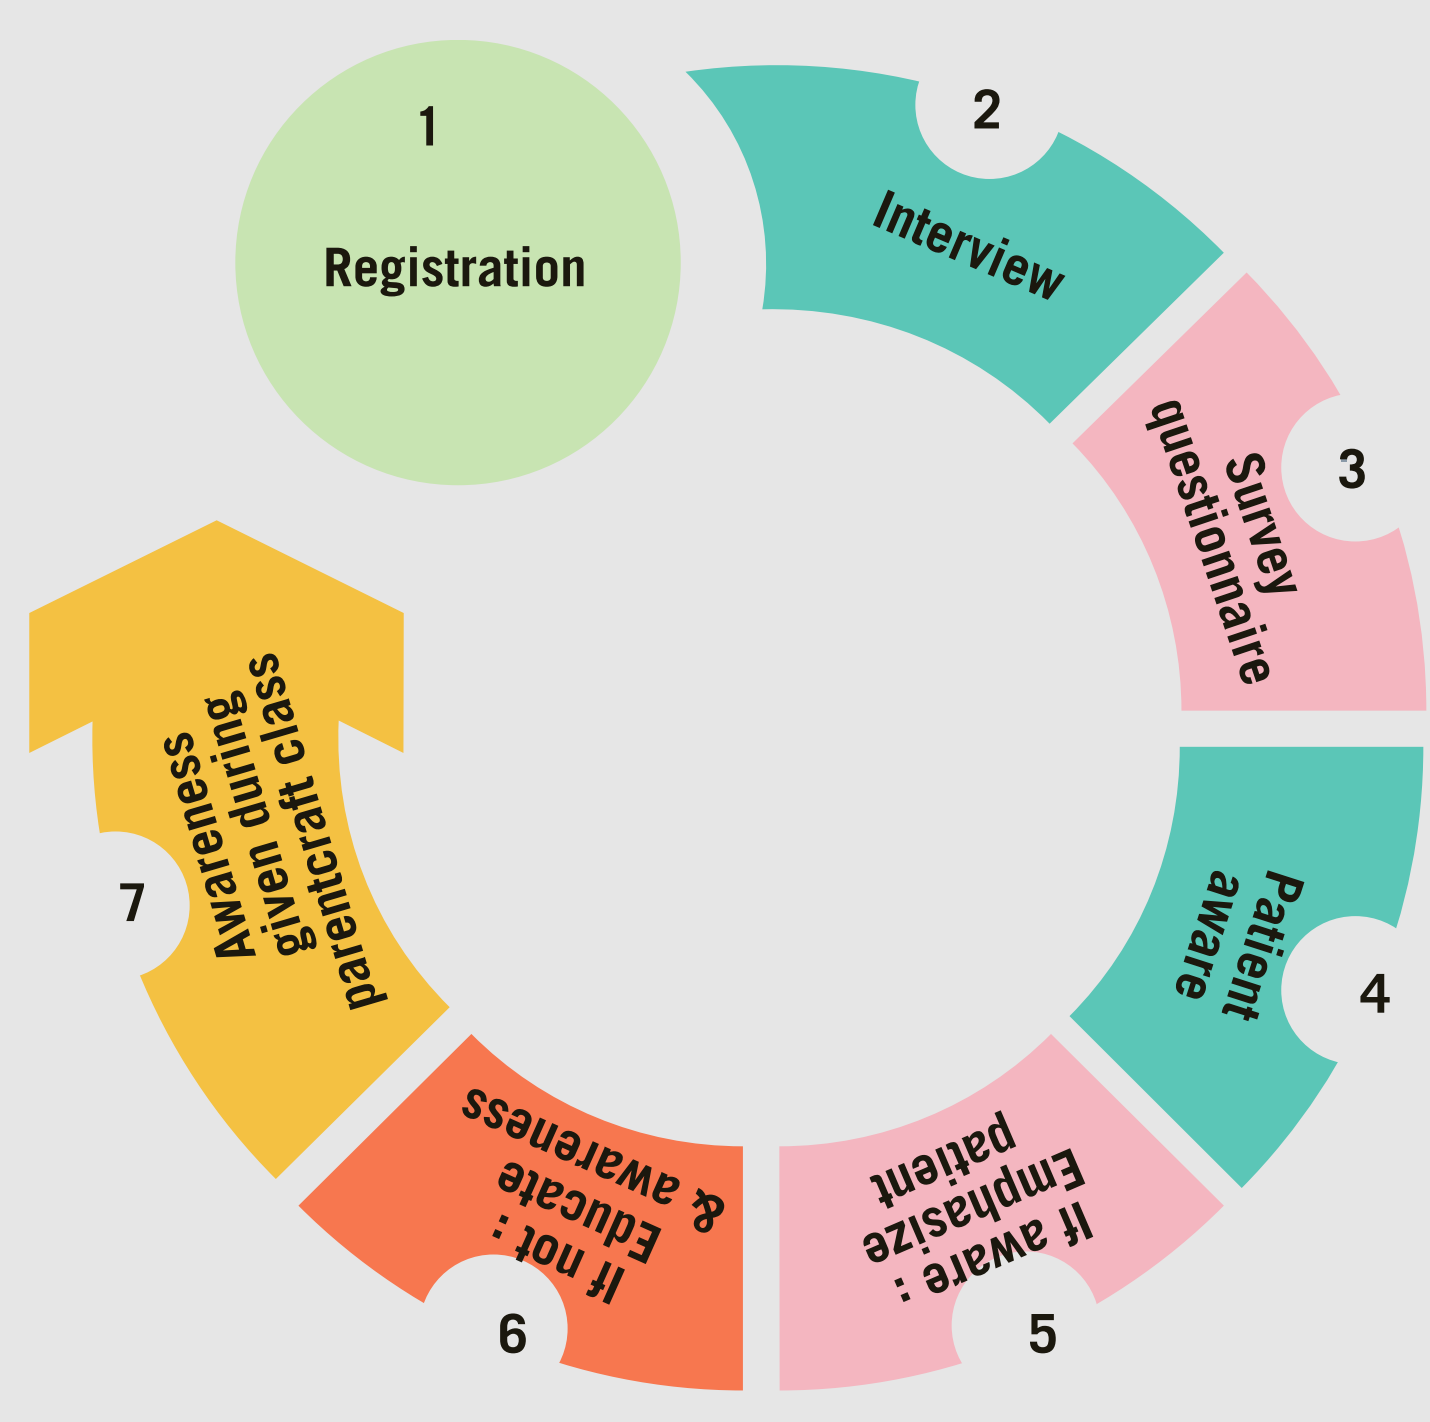 1
Registration
2
Interview
3
Survey
questionnaire
4
Patient
aware
5
If aware :
Emphasize
patient
6
If not :
Educate
& awareness
7
Awareness
given during
parentcraft class